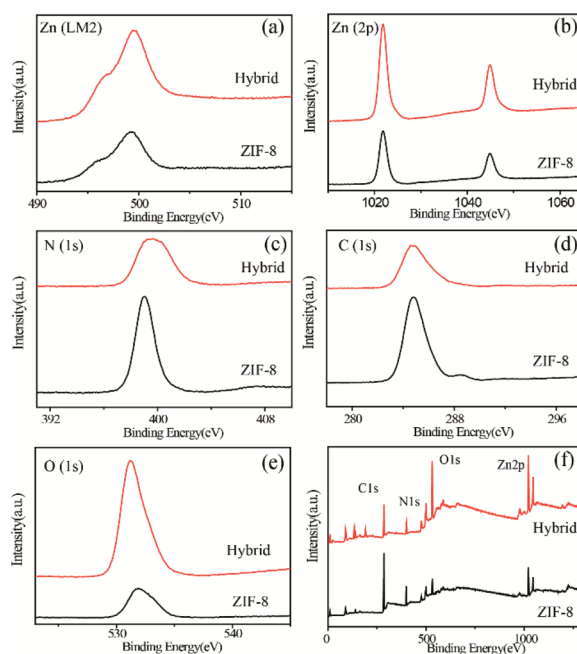 Zn (LM2)
(a)
Hybrid
ZIF-8
Intensity(a.u.)
490 500 510
Binding Energy(eV)
Zn (2p)
(b)
Hybrid
ZIF-8
Intensity(a.u.)
1020 1040 1060
Binding Energy(eV)
N (1s)
(c)
Hybrid
ZIF-8
Intensity(a.u.)
392 400 408
Binding Energy(eV)
C (1s)
(d)
Hybrid
ZIF-8
Intensity(a.u.)
280 288 296
Binding Energy(eV)
O (1s)
(e)
Hybrid
ZIF-8
Intensity(a.u.)
530 540
Binding Energy(eV)
(f)
O1s
Zn2p
C1s
N1s
Hybrid
ZIF-8
Intensity(a.u.)
0 500 1000
Binding Energy(eV)